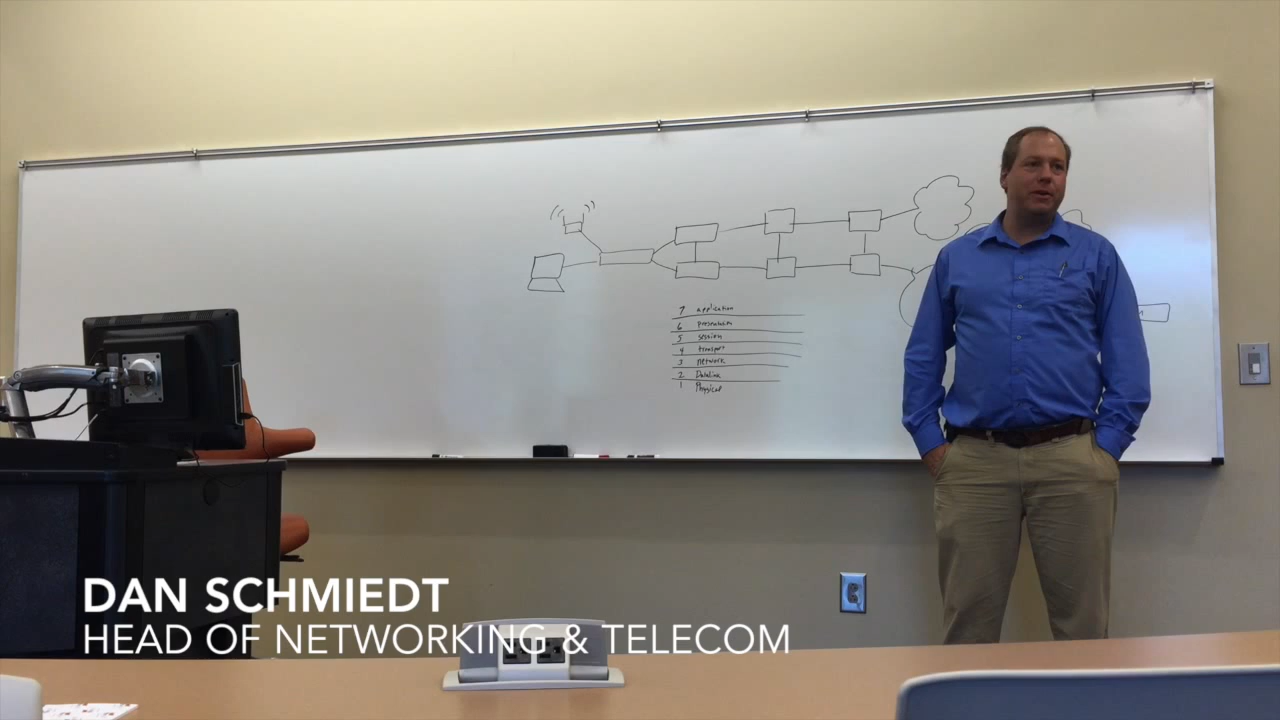 7 application
6 presentation
5 session
4 transport
3 network
2 Datalink
1 Physical
DAN SCHMIEDT
HEAD OF NETWORKING & TELECOM